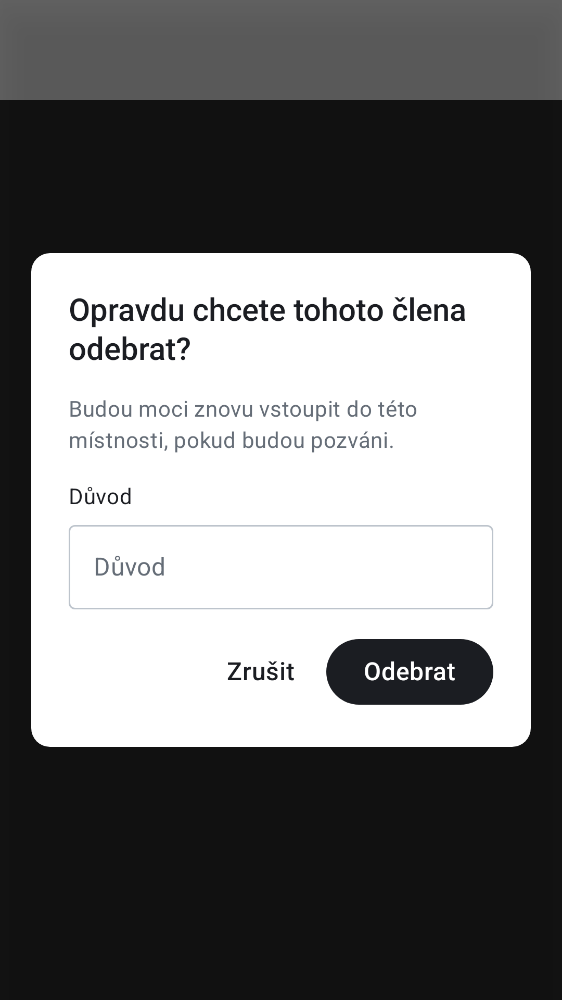 Opravdu chcete tohoto člena
odebrat?
Budou moci znovu vstoupit do této
místnosti, pokud budou pozváni.
Důvod
Důvod
Zrušit
Odebrat